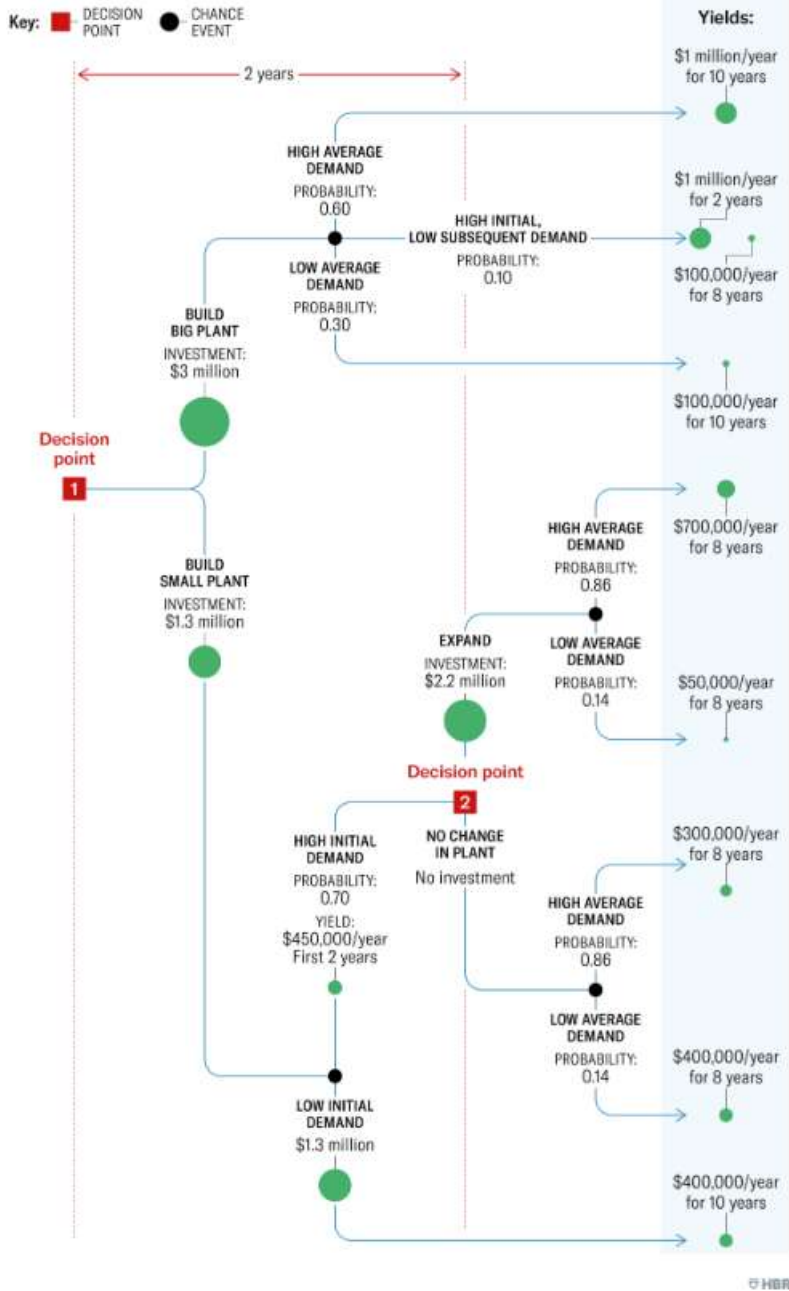 Key:
DECISION
POINT
CHANCE
EVENT
Yields:
2 years
$1 million/year
for 10 years
HIGH AVERAGE
DEMAND
PROBABILITY:
0.60
$1 million/year
for 2 years
HIGH INITIAL,
LOW SUBSEQUENT DEMAND
PROBABILITY:
0.10
$100,000/year
for 8 years
LOW AVERAGE
DEMAND
PROBABILITY:
0.30
BUILD
BIG PLANT
INVESTMENT:
$3 million
$100,000/year
for 10 years
Decision
point
1
BUILD
SMALL PLANT
INVESTMENT:
$1.3 million
HIGH AVERAGE
DEMAND
PROBABILITY:
0.86
$700,000/year
for 8 years
EXPAND
INVESTMENT:
$2.2 million
LOW AVERAGE
DEMAND
PROBABILITY:
0.14
$50,000/year
for 8 years
Decision point
2
HIGH INITIAL
DEMAND
PROBABILITY:
0.70
YIELD:
$450,000/year
First 2 years
NO CHANGE
IN PLANT
No investment
HIGH AVERAGE
DEMAND
PROBABILITY:
0.86
$300,000/year
for 8 years
LOW AVERAGE
DEMAND
PROBABILITY:
0.14
$400,000/year
for 8 years
LOW INITIAL
DEMAND
$1.3 million
$400,000/year
for 10 years
HBR